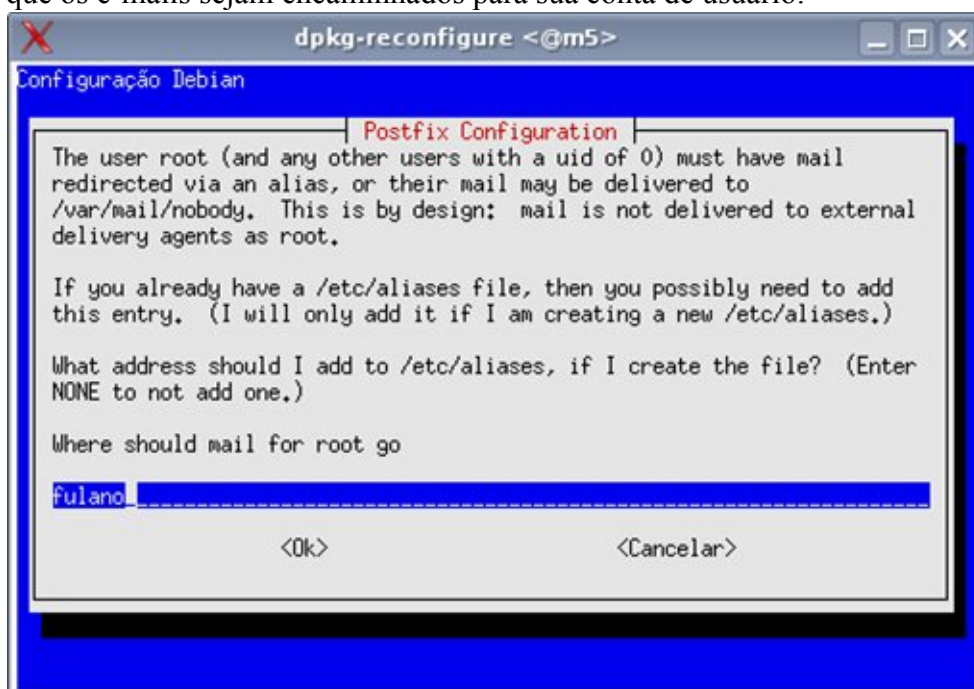 que os e-mails sejam encaminhados para sua conta de usuário:
dpkg-reconfigure <@m5>
Configuração Debian
Postfix Configuration
The user root (and any other users with a uid of 0) must have mail
redirected via an alias, or their mail may be delivered to
/var/mail/nobody.  This is by design:  mail is not delivered to external
delivery agents as root.
If you already have a /etc/aliases file, then you possibly need to add
this entry.  (I will only add it if I am creating a new /etc/aliases.)
What address should I add to /etc/aliases, if I create the file?  (Enter
NONE to not add one.)
Where should mail for root go
fulano
<Ok> <Cancelar>